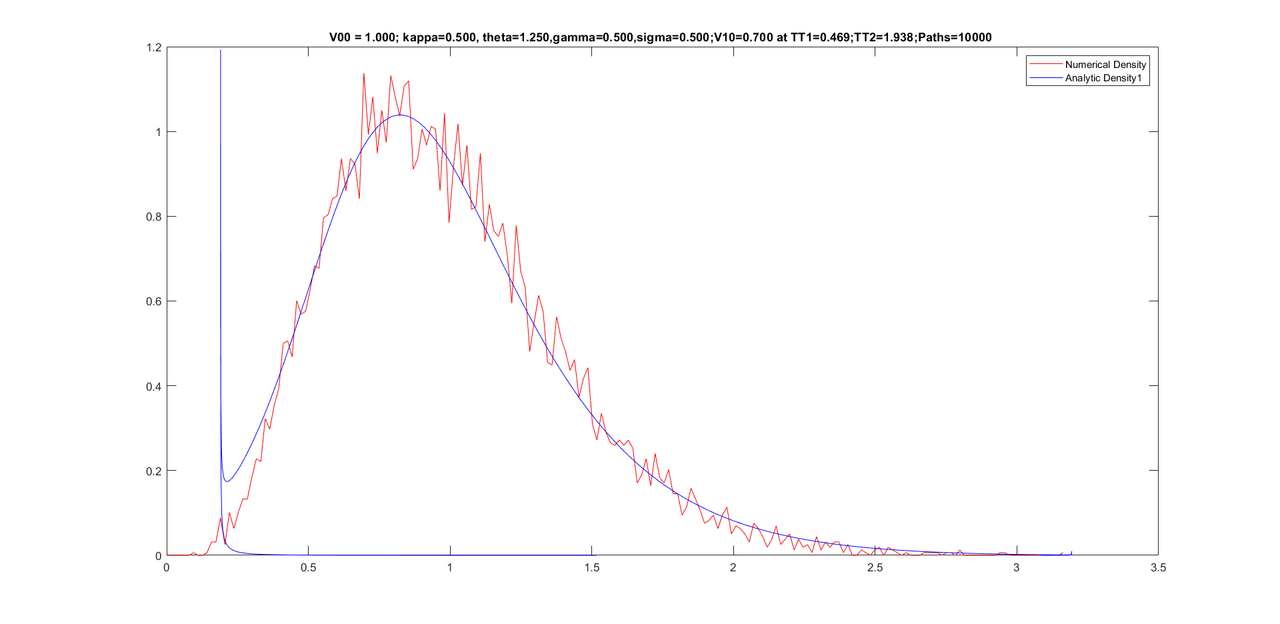 V00 = 1.000; kappa=0.500, theta=1.250,gamma=0.500,sigma=0.500;V10=0.700 at TT1=0.469;TT2=1.938;Paths=10000
Numerical Density
Analytic Density1
1.2
1
0.8
0.6
0.4
0.2
0
0 0.5 1 1.5 2 2.5 3 3.5